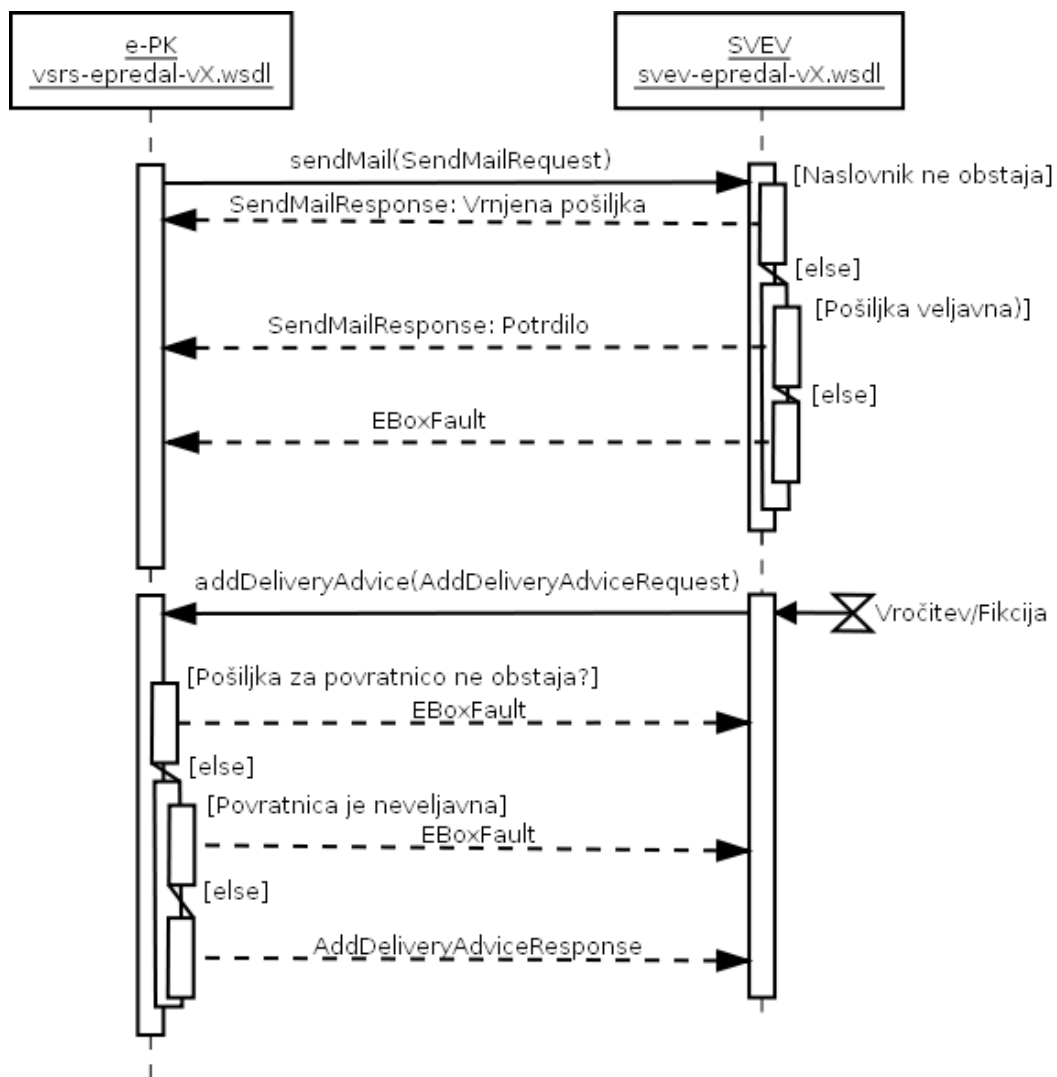 e-PK
vsrs-epredal-vX.wsdl
SVEV
svev-epredal-vX.wsdl
sendMail(SendMailRequest)
[Naslovnik ne obstaja]
SendMailResponse: Vrnjena pošiljka
[else]
[Pošiljka veljavna)]
SendMailResponse: Potrdilo
[else]
EBoxFault
addDeliveryAdvice(AddDeliveryAdviceRequest)
Vročitev/Fikcija
[Pošiljka za povratnico ne obstaja?]
EBoxFault
[else]
[Povratnica je neveljavna]
EBoxFault
[else]
AddDeliveryAdviceResponse